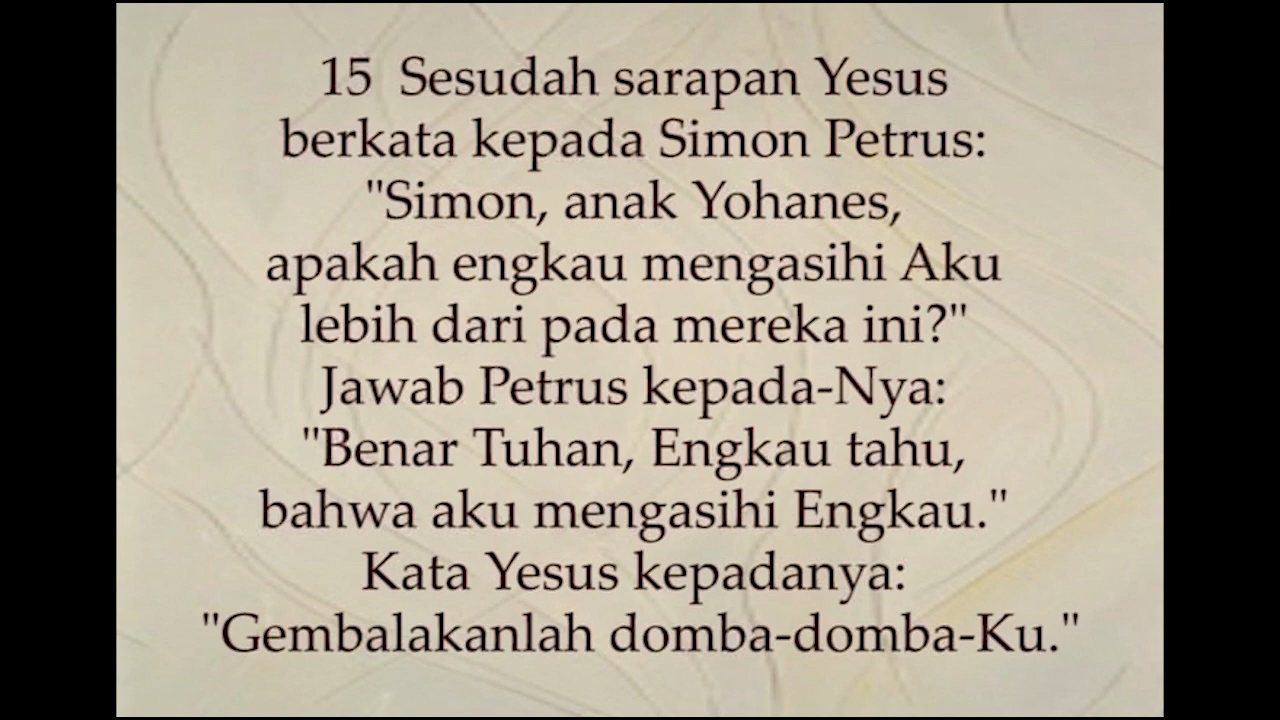 15 Sesudah sarapan Yesus
berkata kepada Simon Petrus:
"Simon, anak Yohanes,
apakah engkau mengasihi Aku
lebih dari pada mereka ini?"
Jawab Petrus kepada-Nya:
"Benar Tuhan, Engkau tahu,
bahwa aku mengasihi Engkau."
Kata Yesus kepadanya:
"Gembalakanlah domba-domba-Ku."